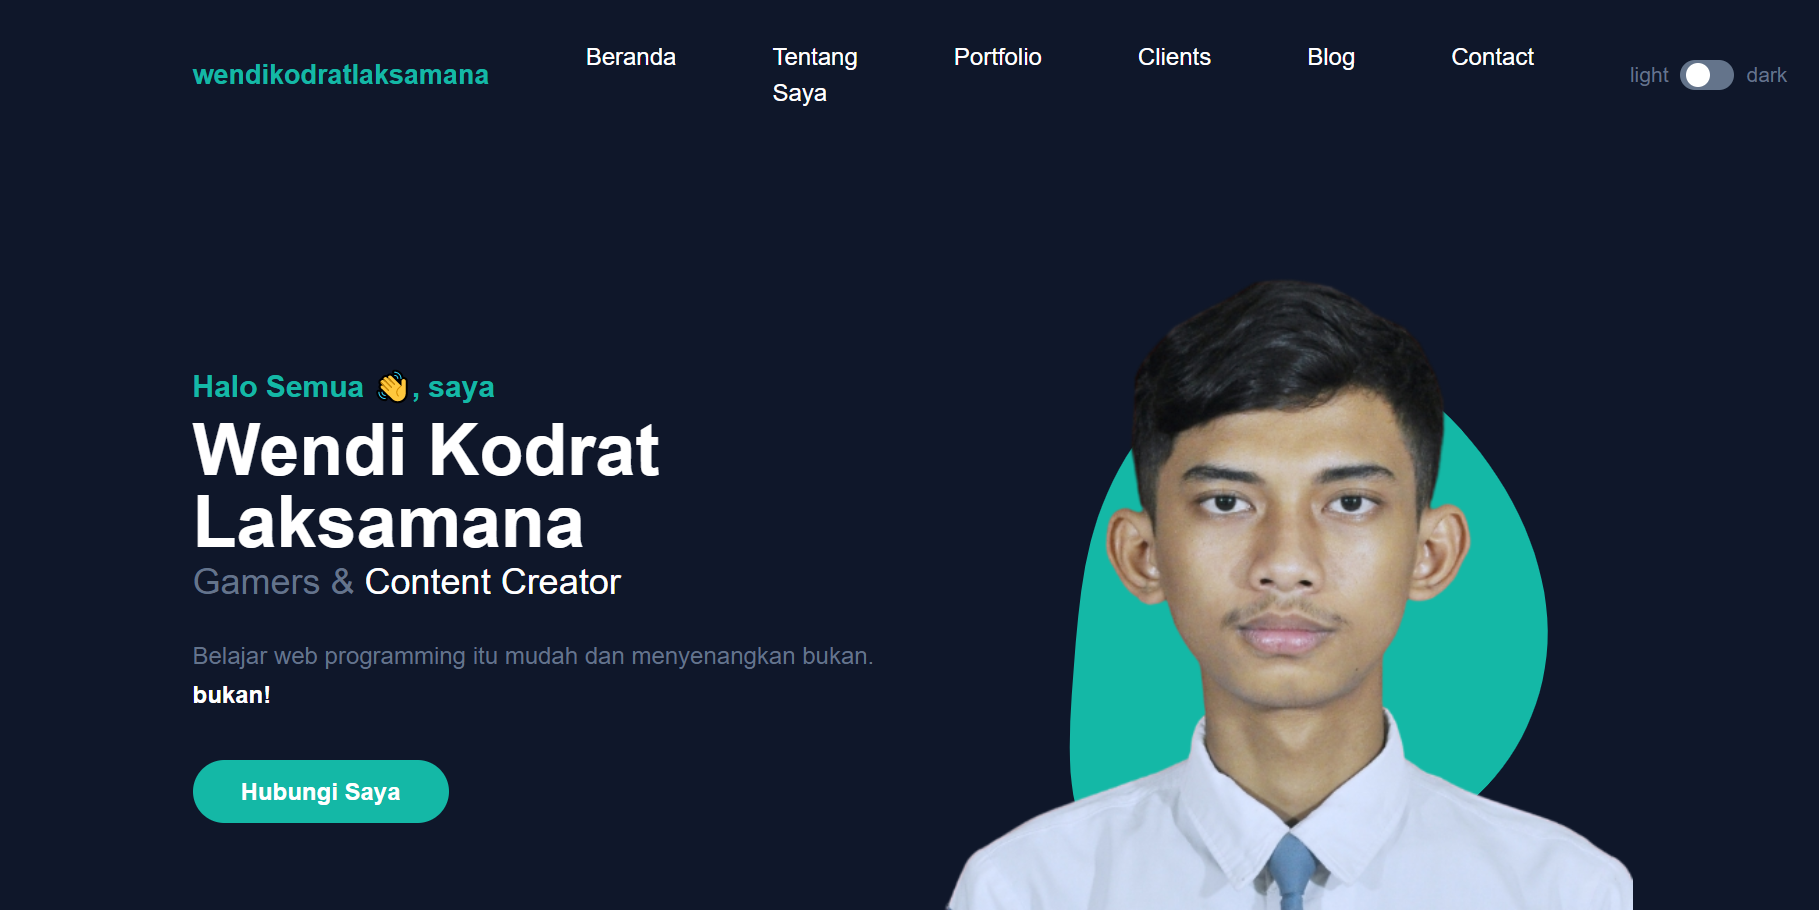 wendikodratlaksamana
Beranda
Tentang
Saya
Portfolio
Clients
Blog
Contact
light
dark
Halo Semua 👋, saya
Wendi Kodrat
Laksamana
Gamers & Content Creator
Belajar web programming itu mudah dan menyenangkan bukan.
bukan!
Hubungi Saya